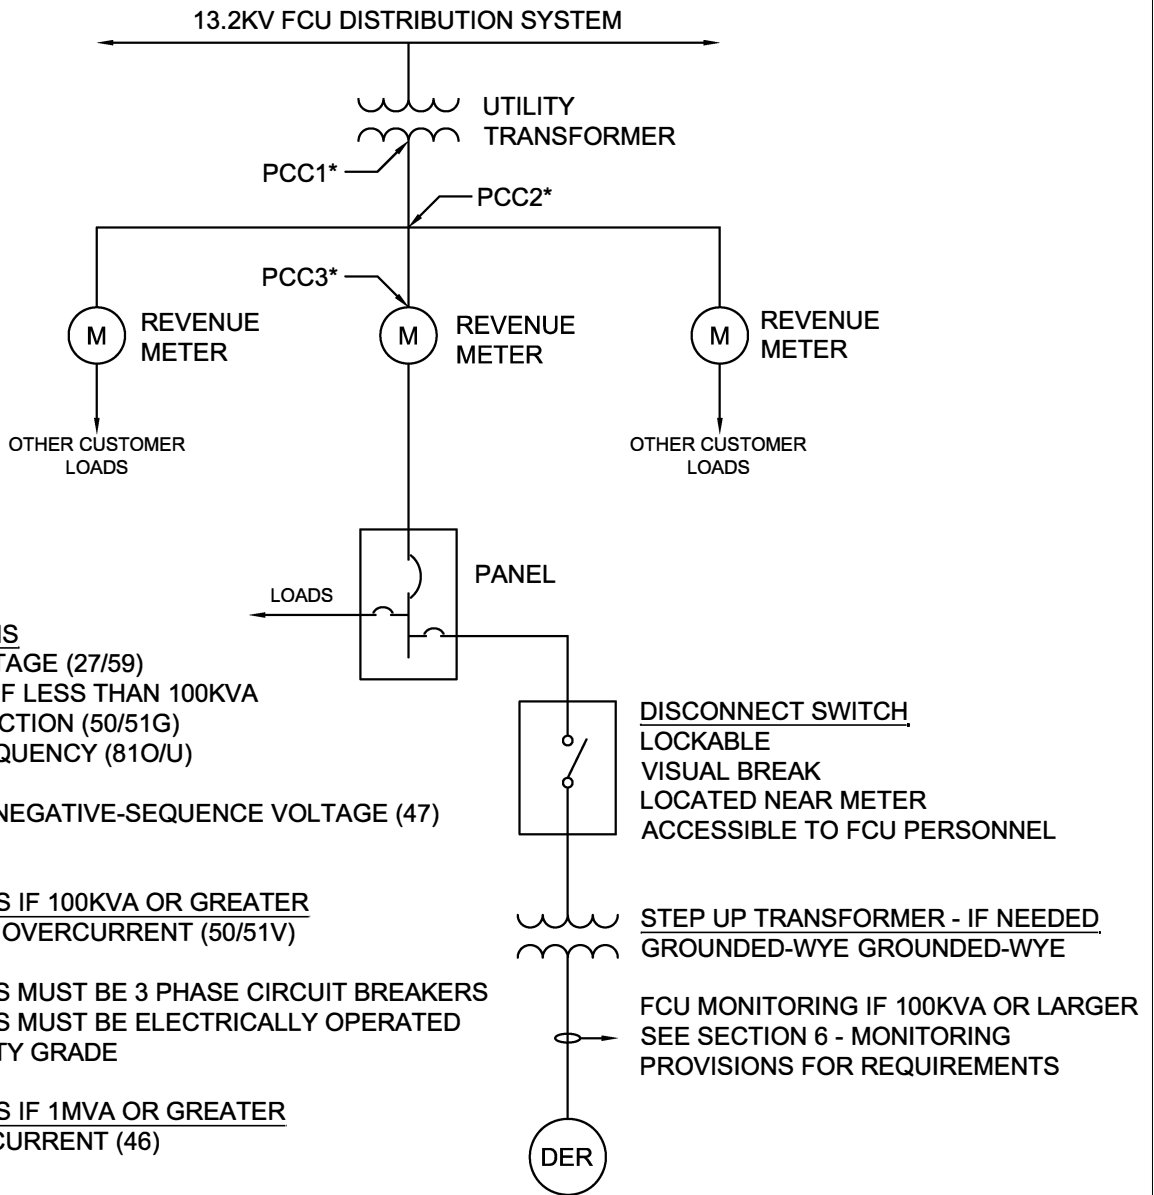 13.2KV FCU DISTRIBUTION SYSTEM
UTILITY
TRANSFORMER
PCC1*
PCC2*
PCC3*
M
REVENUE
METER
M
REVENUE
METER
M
REVENUE
METER
OTHER CUSTOMER
LOADS
OTHER CUSTOMER
LOADS
PANEL
LOADS
TAGE (27/59)
F LESS THAN 100KVA
CTION (50/51G)
QUENCY (81O/U)
NEGATIVE-SEQUENCE VOLTAGE (47)
S IF 100KVA OR GREATER
OVERCURRENT (50/51V)
S MUST BE 3 PHASE CIRCUIT BREAKERS
S MUST BE ELECTRICALLY OPERATED
TY GRADE
S IF 1MVA OR GREATER
CURRENT (46)
DISCONNECT SWITCH
LOCKABLE
VISUAL BREAK
LOCATED NEAR METER
ACCESSIBLE TO FCU PERSONNEL
STEP UP TRANSFORMER - IF NEEDED
GROUNDED-WYE GROUNDED-WYE
FCU MONITORING IF 100KVA OR LARGER
SEE SECTION 6 - MONITORING
PROVISIONS FOR REQUIREMENTS
DER